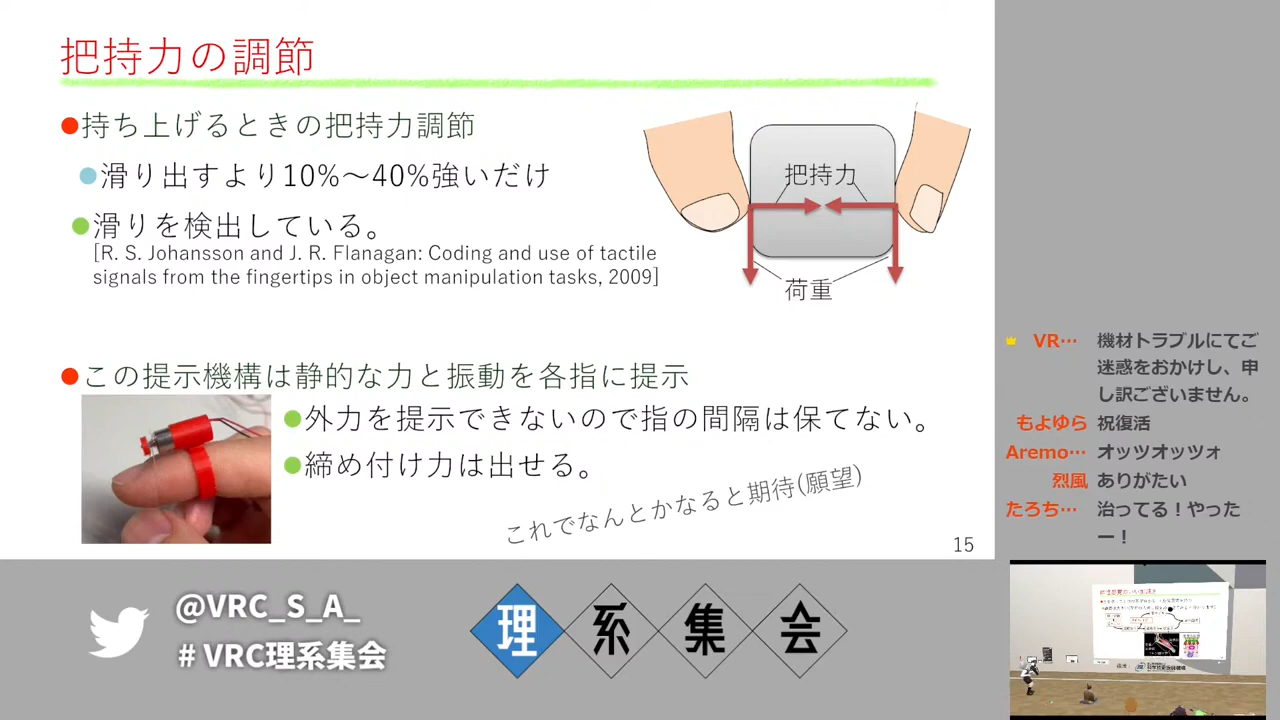 把持力の調節
持ち上げるときの把持力調節
滑り出すより10%～40%強いだけ
滑りを検出している。
[R. S. Johansson and J. R. Flanagan: Coding and use of tactile
signals from the fingertips in object manipulation tasks, 2009]
把持力
荷重
この提示機構は静的な力と振動を各指に提示
外力を提示できないので指の間隔は保てない。
締め付け力は出せる。
これでなんとかなると期待(願望)
15
VR… 機材トラブルにてご
迷惑をおかけし、申
し訳ございません。
もよゆら 祝復活
Aremo… オッツオッツォ
烈風 ありがたい
たろち… 治ってる！やった
ー！
@VRC_S_A_
# VRC理系集会
理系集会